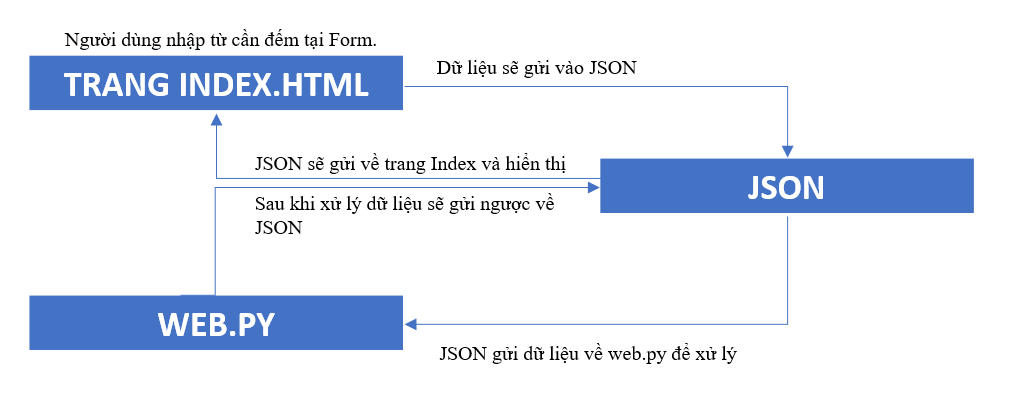 Người dùng nhập từ cần đếm tại Form.
TRANG INDEX.HTML
Dữ liệu sẽ gửi vào JSON
JSON sẽ gửi về trang Index và hiển thị
JSON
Sau khi xử lý dữ liệu sẽ gửi ngược về
JSON
WEB.PY
JSON gửi dữ liệu về web.py để xử lý